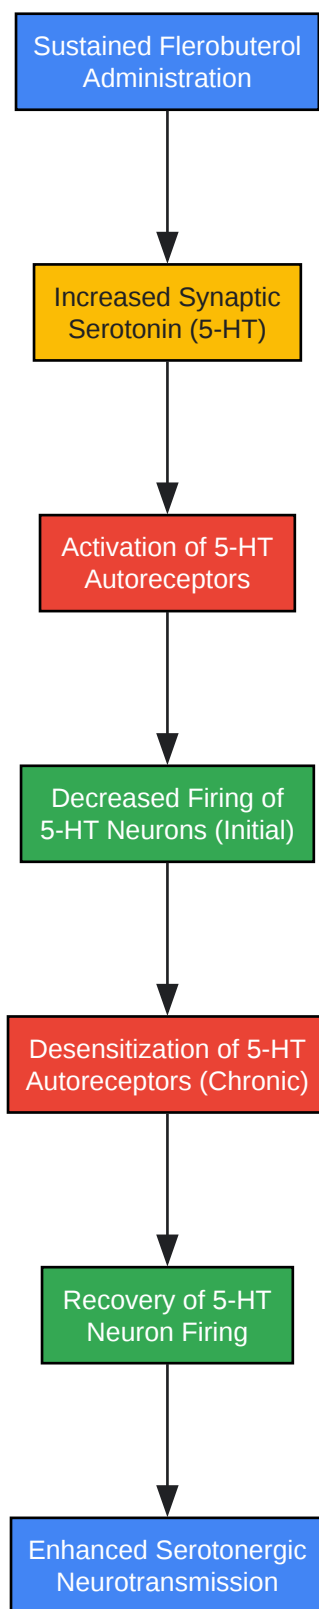 Sustained Flerobuterol
Administration
Increased Synaptic
Serotonin (5-HT)
Activation of 5-HT
Autoreceptors
Decreased Firing of
5-HT Neurons (Initial)
Desensitization of 5-HT
Autoreceptors (Chronic)
Recovery of 5-HT
Neuron Firing
Enhanced Serotonergic
Neurotransmission